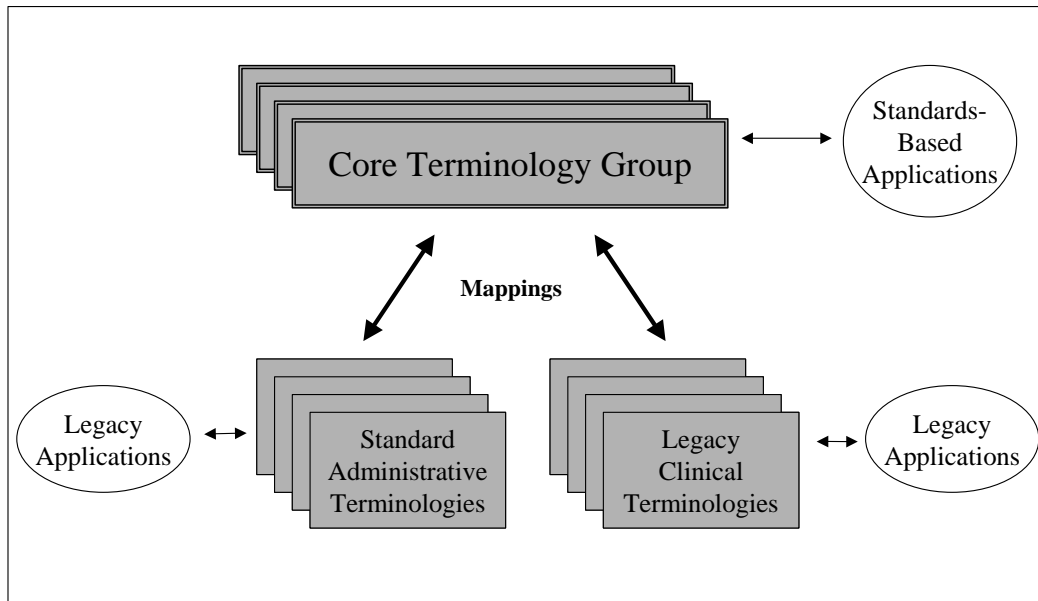 Core Terminology Group
Standards-
Based
Applications
Mappings
Legacy
Applications
Standard
Administrative
Terminologies
Legacy
Clinical
Terminologies
Legacy
Applications